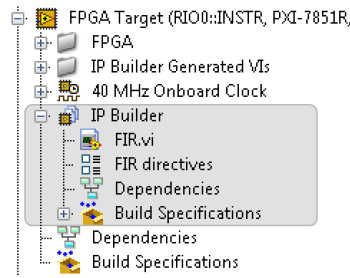 FPGA Target (RIO0::INSTR, PXI-7851R,
FPGA
IP Builder Generated VIs
40 MHz Onboard Clock
IP Builder
FIR.vi
FIR directives
Dependencies
Build Specifications
Dependencies
Build Specifications